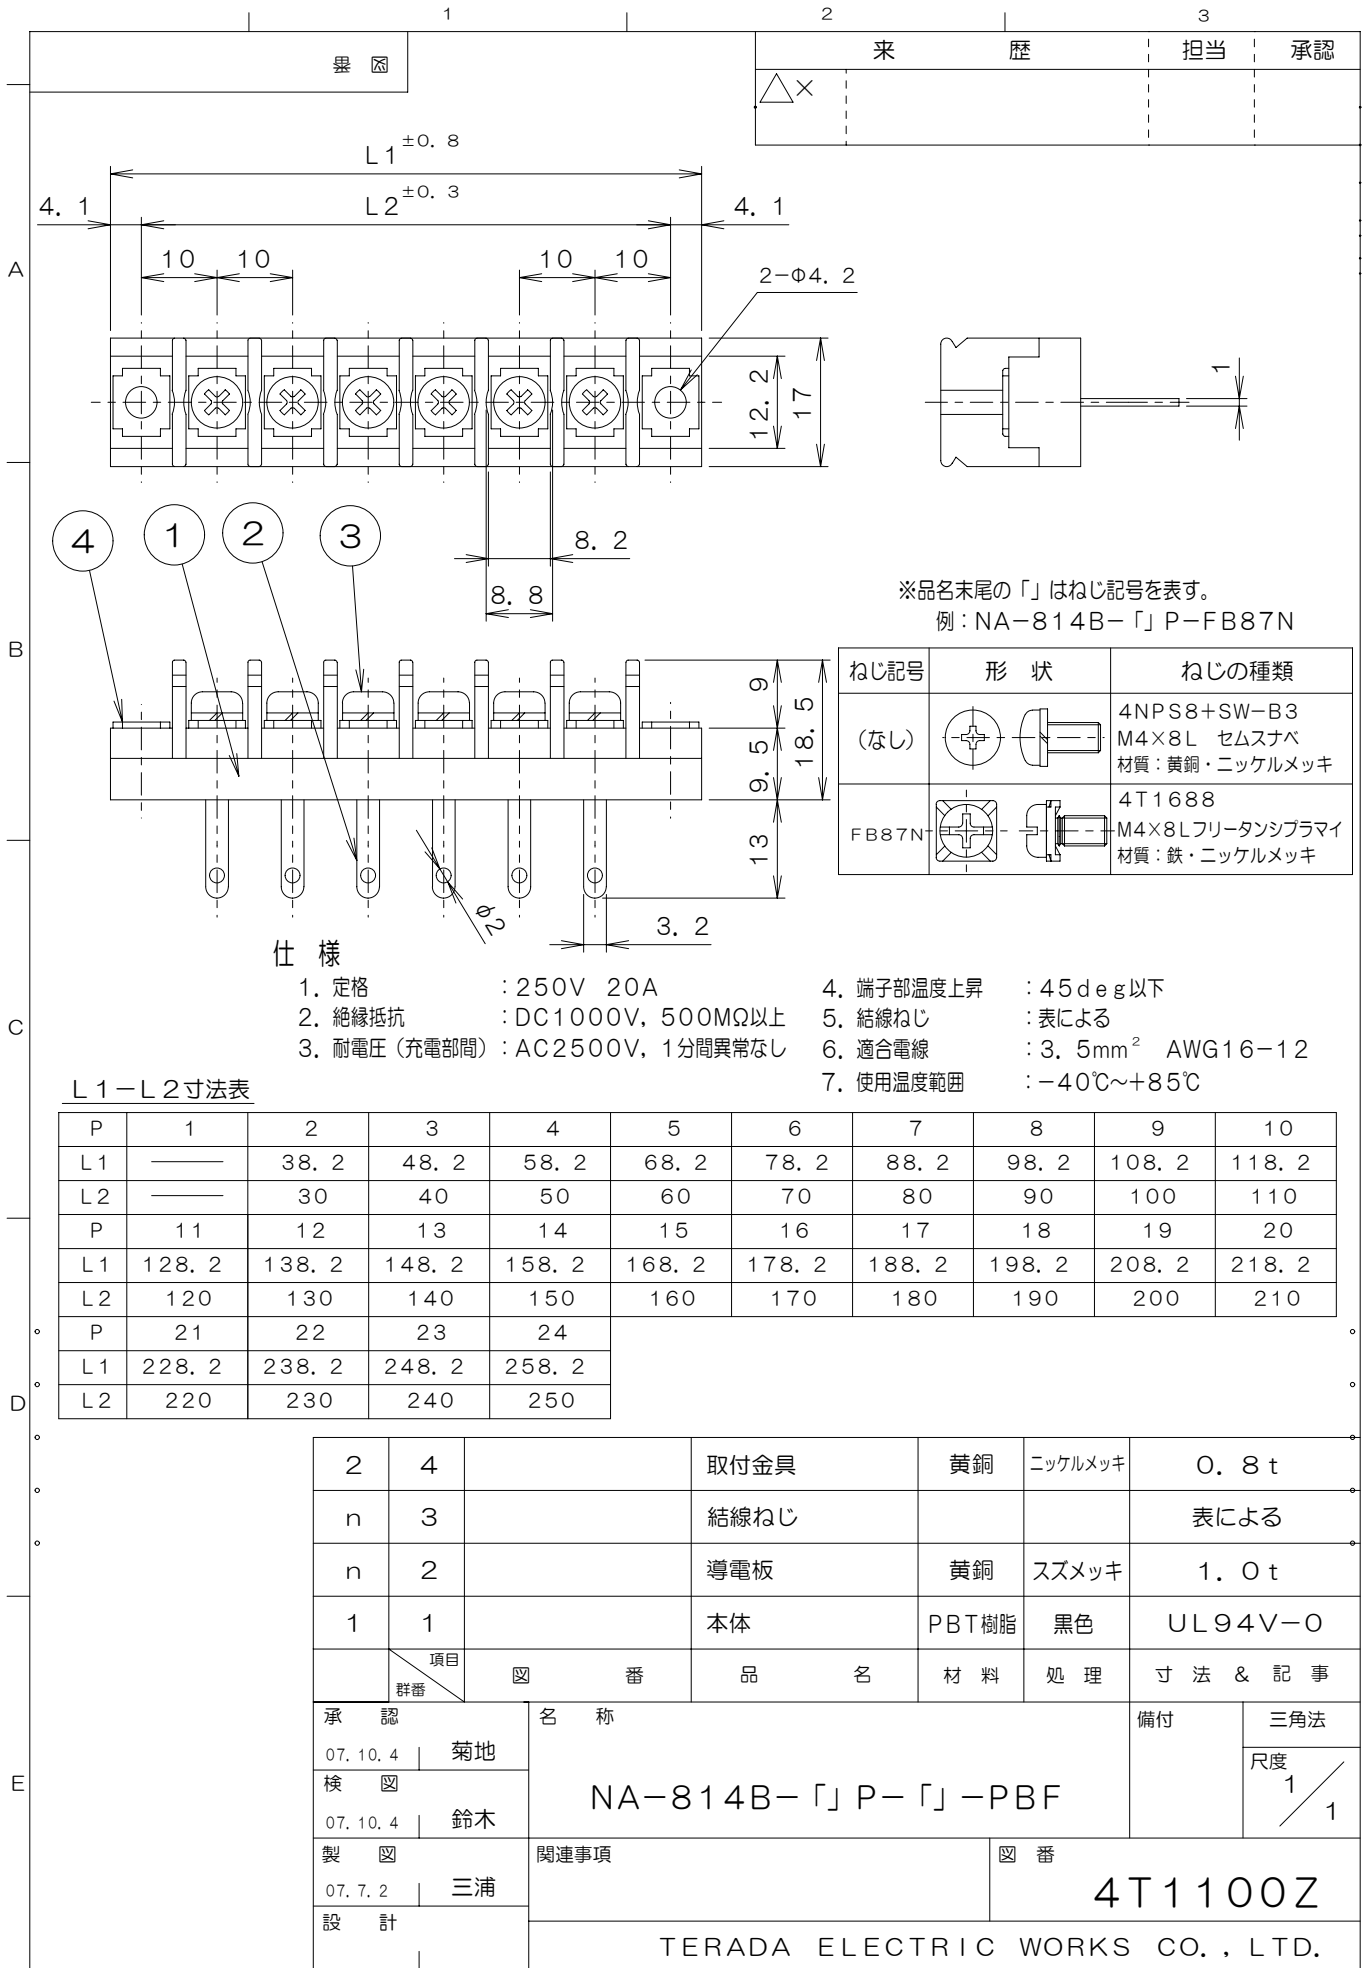 1 2 3
図番
来 歴 担当 承認
△×
A
B
C
D
E
L1±0.8
L2±0.3
4.1 4.1
10 10 10 10
2-Φ4.2
12.2
17
1
4 1 2 3
8.2
8.8
9
9.5
18.5
13
φ2
3.2
※品名末尾の「」はねじ記号を表す。
例:NA-814B-「」P-FB87N
ねじ記号 形 状 ねじの種類
(なし) 4NPS8+SW-B3
M4×8L セムスナベ
材質:黄銅・ニッケルメッキ
FB87N 4T1688
M4×8Lフリータンシプラマイ
材質:鉄・ニッケルメッキ
仕 様
1. 定格 :250V 20A
2. 絶縁抵抗 :DC1000V, 500MΩ以上
3. 耐電圧(充電部間):AC2500V, 1分間異常なし
4. 端子部温度上昇 :45deg以下
5. 結線ねじ :表による
6. 適合電線 :3.5mm² AWG16-12
7. 使用温度範囲 :-40℃~+85℃
L1-L2寸法表
P 1 2 3 4 5 6 7 8 9 10
L1 ─── 38.2 48.2 58.2 68.2 78.2 88.2 98.2 108.2 118.2
L2 ─── 30 40 50 60 70 80 90 100 110
P 11 12 13 14 15 16 17 18 19 20
L1 128.2 138.2 148.2 158.2 168.2 178.2 188.2 198.2 208.2 218.2
L2 120 130 140 150 160 170 180 190 200 210
P 21 22 23 24
L1 228.2 238.2 248.2 258.2
L2 220 230 240 250
2 4 取付金具 黄銅 ニッケルメッキ 0.8t
n 3 結線ねじ 表による
n 2 導電板 黄銅 スズメッキ 1.0t
1 1 本体 PBT樹脂 黒色 UL94V-0
項目 群番 図 番 品 名 材 料 処 理 寸 法 & 記 事
承 認
07.10.4 菊地
検 図
07.10.4 鈴木
製 図
07.7.2 三浦
設 計
名 称
NA-814B-「」P-「」-PBF
備付 三角法
尺度 1/1
関連事項
図 番
4T1100Z
TERADA ELECTRIC WORKS CO., LTD.